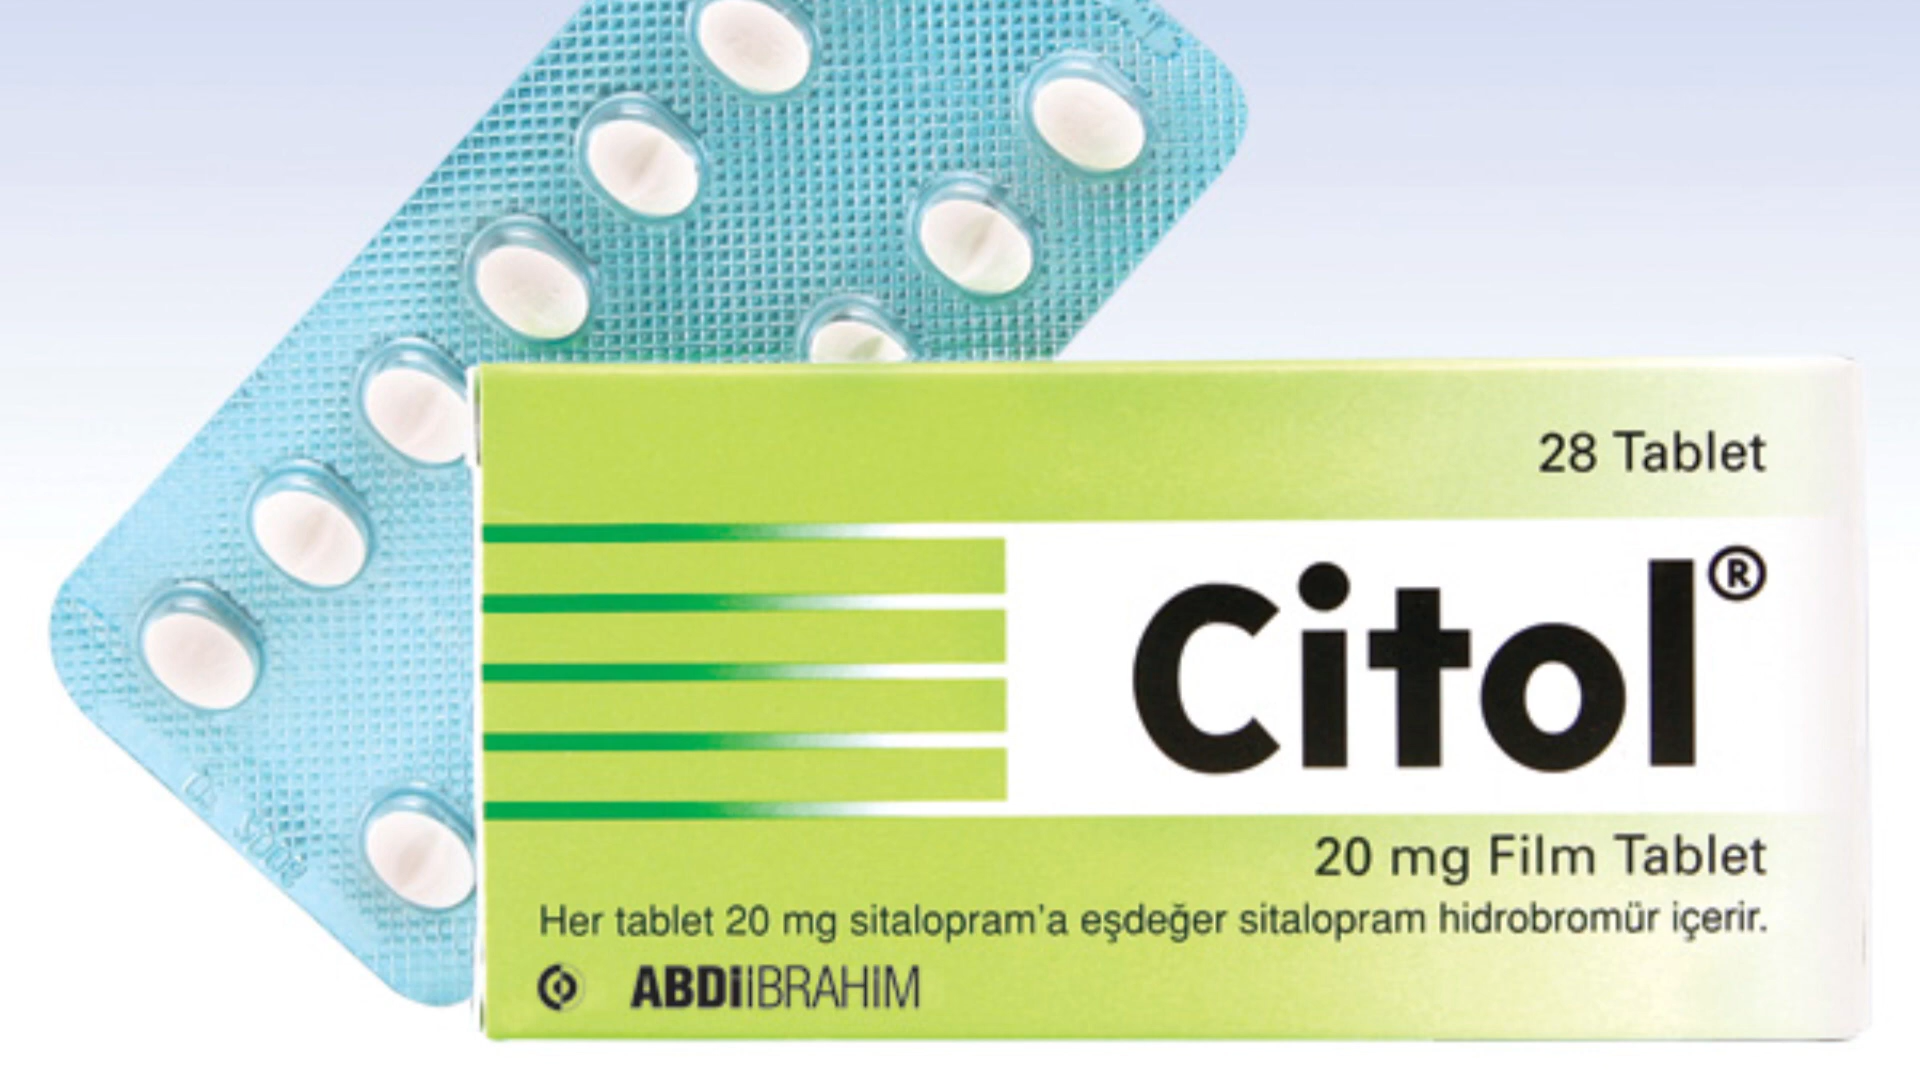 28 Tablet
Citol®
20 mg Film Tablet
Her tablet 20 mg sitalopram'a eşdeğer sitalopram hidrobromür içerir.
ABDiiBRAHIM